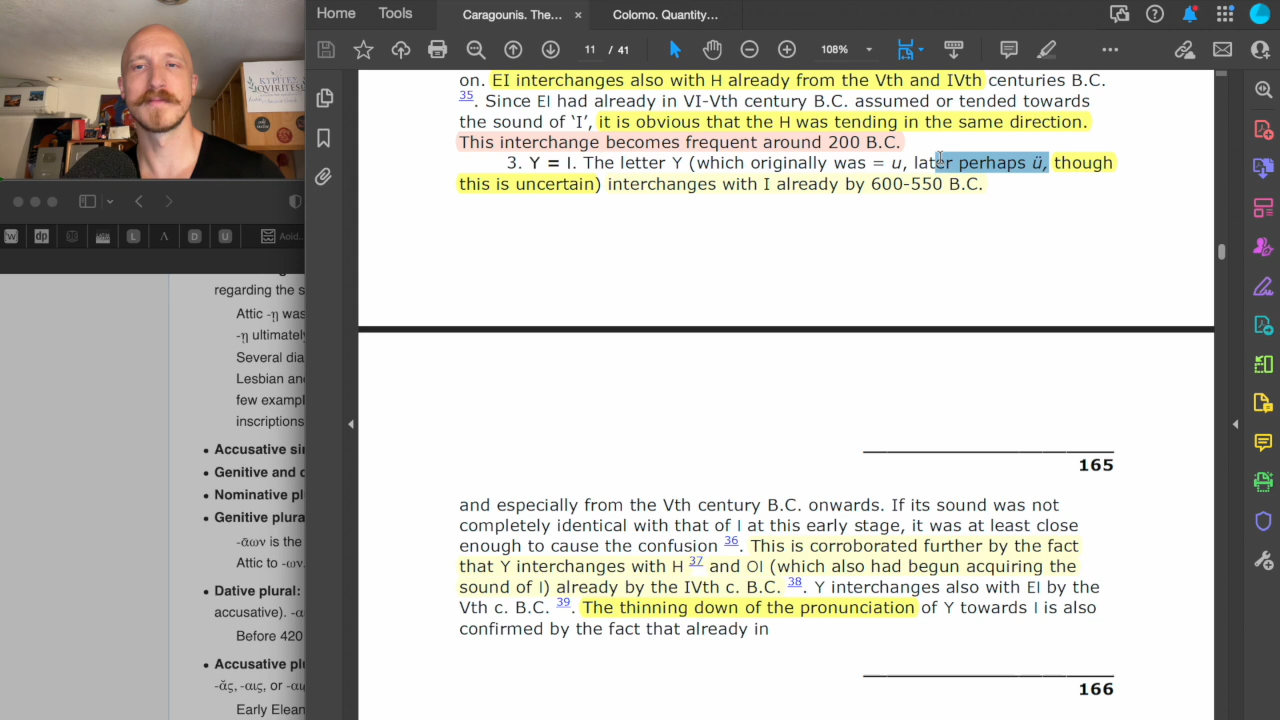 Home Tools Caragounis. The... × Colomo. Quantity...
11 / 41 108%
ΚΤΡΙΤΕΣ
QVIRITES
on. EI interchanges also with H already from the Vth and IVth centuries B.C.
35. Since EI had already in VI-Vth century B.C. assumed or tended towards
the sound of ‘I’, it is obvious that the H was tending in the same direction.
This interchange becomes frequent around 200 B.C.
3. Y = I. The letter Y (which originally was = u, later perhaps ü, though
this is uncertain) interchanges with I already by 600-550 B.C.
165
and especially from the Vth century B.C. onwards. If its sound was not
completely identical with that of I at this early stage, it was at least close
enough to cause the confusion 36. This is corroborated further by the fact
that Y interchanges with H 37 and OI (which also had begun acquiring the
sound of I) already by the IVth c. B.C. 38. Y interchanges also with EI by the
Vth c. B.C. 39. The thinning down of the pronunciation of Y towards I is also
confirmed by the fact that already in
166
W dp L Λ D U Aoid...
regarding the s
Attic -ῃ was
-ῃ ultimately
Several dia
Lesbian and
few exampl
inscriptions
• Accusative si
• Genitive and d
• Nominative pl
• Genitive plura
-ᾱων is the
Attic to -ων.
• Dative plural:
accusative). -α
Before 420
• Accusative plu
-ᾰς, -αις, or -αι
Early Elean